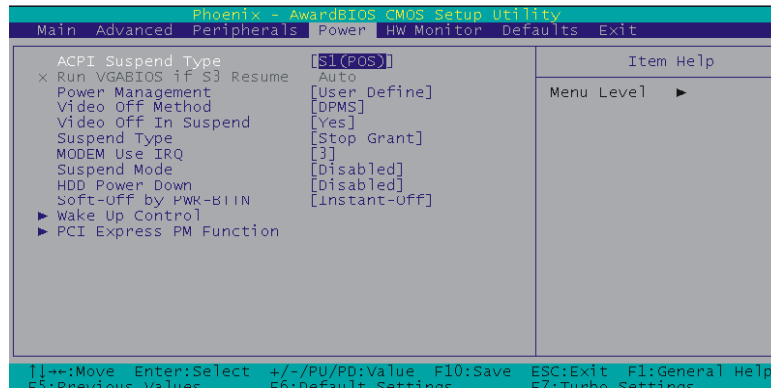 Phoenix - AwardBIOS CMOS Setup Utility
Main Advanced Peripherals Power HW Monitor Defaults Exit
ACPI Suspend Type [S1(POS)]
x Run VGABIOS if S3 Resume Auto
Power Management [User Define]
Video Off Method [DPMS]
Video Off In Suspend [Yes]
Suspend Type [Stop Grant]
MODEM Use IRQ [3]
Suspend Mode [Disabled]
HDD Power Down [Disabled]
Soft-Off by PWR-BTTN [Instant-Off]
► Wake Up Control
► PCI Express PM Function
Item Help
Menu Level ►
↑↓→←:Move Enter:Select +/-/PU/PD:Value F10:Save ESC:Exit F1:General Help
F5:Previous Values F6:Default Settings F7:Turbo Settings